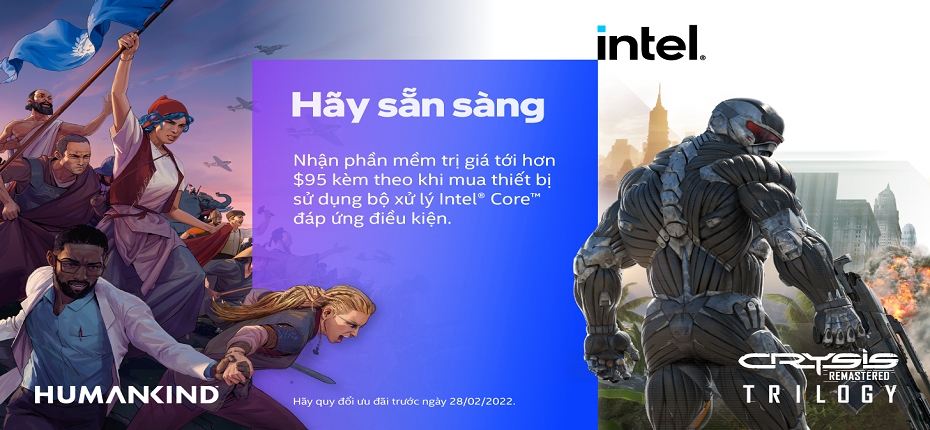 intel®
Hãy sẵn sàng
Nhận phần mềm trị giá tới hơn
$95 kèm theo khi mua thiết bị
sử dụng bộ xử lý Intel® Core™
đáp ứng điều kiện.
Hãy quy đổi ưu đãi trước ngày 28/02/2022.
HUMANKIND™
CRYSIS
REMASTERED
TRILOGY